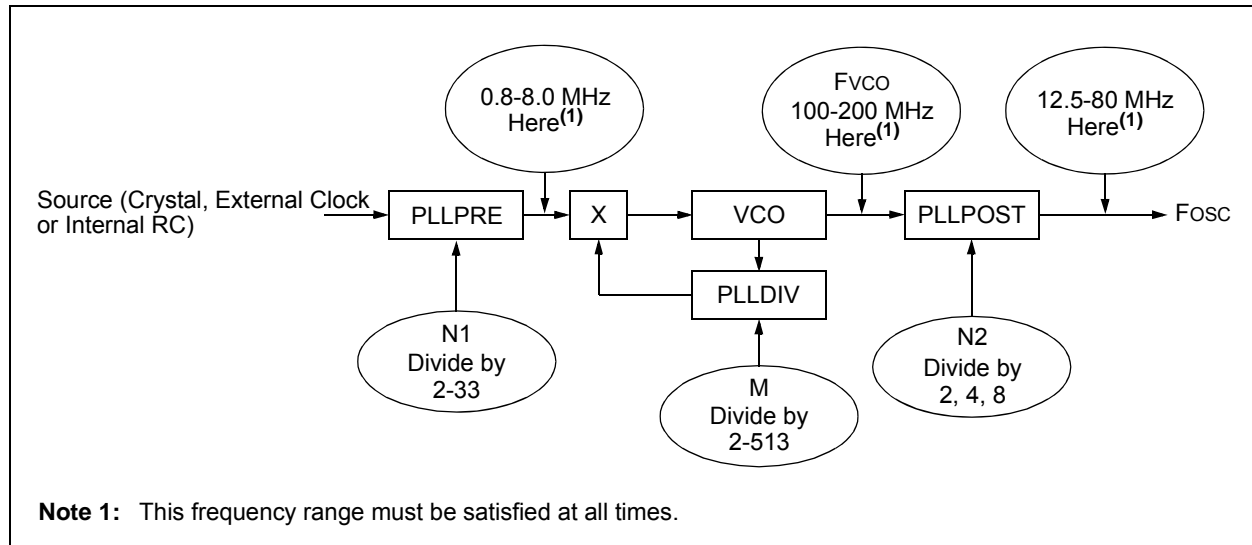 0.8-8.0 MHz
Here(1)
FVCO
100-200 MHz
Here(1)
12.5-80 MHz
Here(1)
Source (Crystal, External Clock
or Internal RC)
PLLPRE
X
VCO
PLLPOST
FOSC
PLLDIV
N1
Divide by
2-33
M
Divide by
2-513
N2
Divide by
2, 4, 8
Note 1: This frequency range must be satisfied at all times.